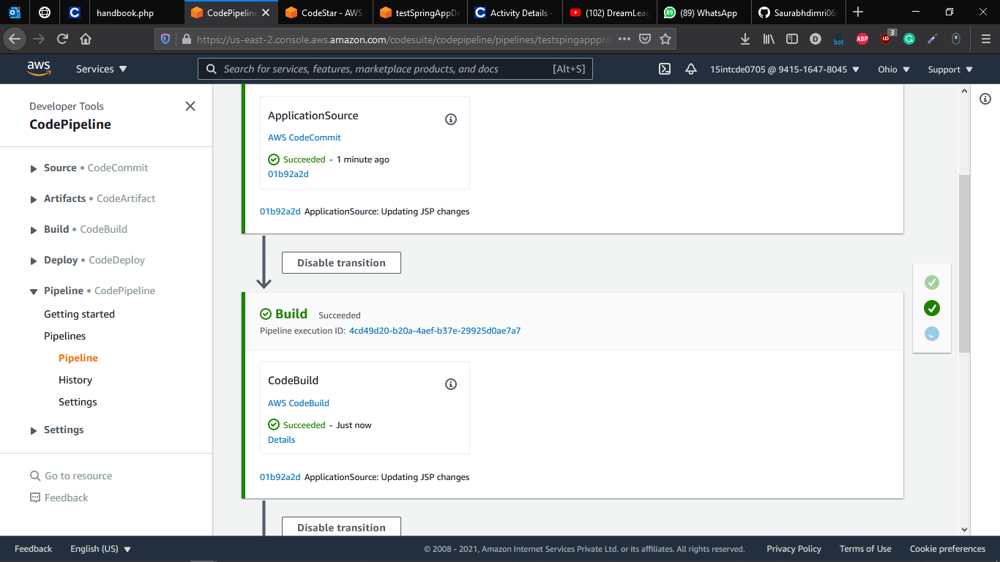 handbook.php
CodePipeline
CodeStar - AWS
testSpringAppDe
Activity Details -
(102) DreamLeag
(89) WhatsApp
Saurabhdimri06/
https://us-east-2.console.aws.amazon.com/codesuite/codepipeline/pipelines/testspingapppro
bot
ABP
3
aws
Services
Search for services, features, marketplace products, and docs
[Alt+S]
15intcde0705 @ 9415-1647-8045
Ohio
Support
Developer Tools
CodePipeline
Source • CodeCommit
Artifacts • CodeArtifact
Build • CodeBuild
Deploy • CodeDeploy
Pipeline • CodePipeline
Getting started
Pipelines
Pipeline
History
Settings
Settings
Go to resource
Feedback
ApplicationSource
AWS CodeCommit
Succeeded - 1 minute ago
01b92a2d
01b92a2d ApplicationSource: Updating JSP changes
Disable transition
Build Succeeded
Pipeline execution ID: 4cd49d20-b20a-4aef-b37e-29925d0ae7a7
CodeBuild
AWS CodeBuild
Succeeded - Just now
Details
01b92a2d ApplicationSource: Updating JSP changes
Disable transition
Feedback
English (US)
© 2008 - 2021, Amazon Internet Services Private Ltd. or its affiliates. All rights reserved.
Privacy Policy
Terms of Use
Cookie preferences